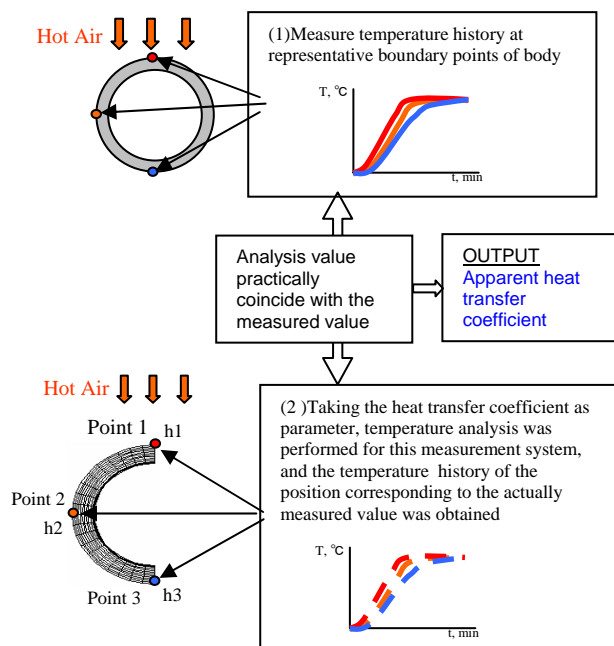 Hot Air
(1)Measure temperature history at
representative boundary points of body
T, ℃
t, min
Analysis value
practically
coincide with the
measured value
OUTPUT
Apparent heat
transfer
coefficient
Hot Air
Point 1
h1
Point 2
h2
Point 3
h3
(2 )Taking the heat transfer coefficient as
parameter, temperature analysis was
performed for this measurement system,
and the temperature history of the
position corresponding to the actually
measured value was obtained
T, ℃
t, min